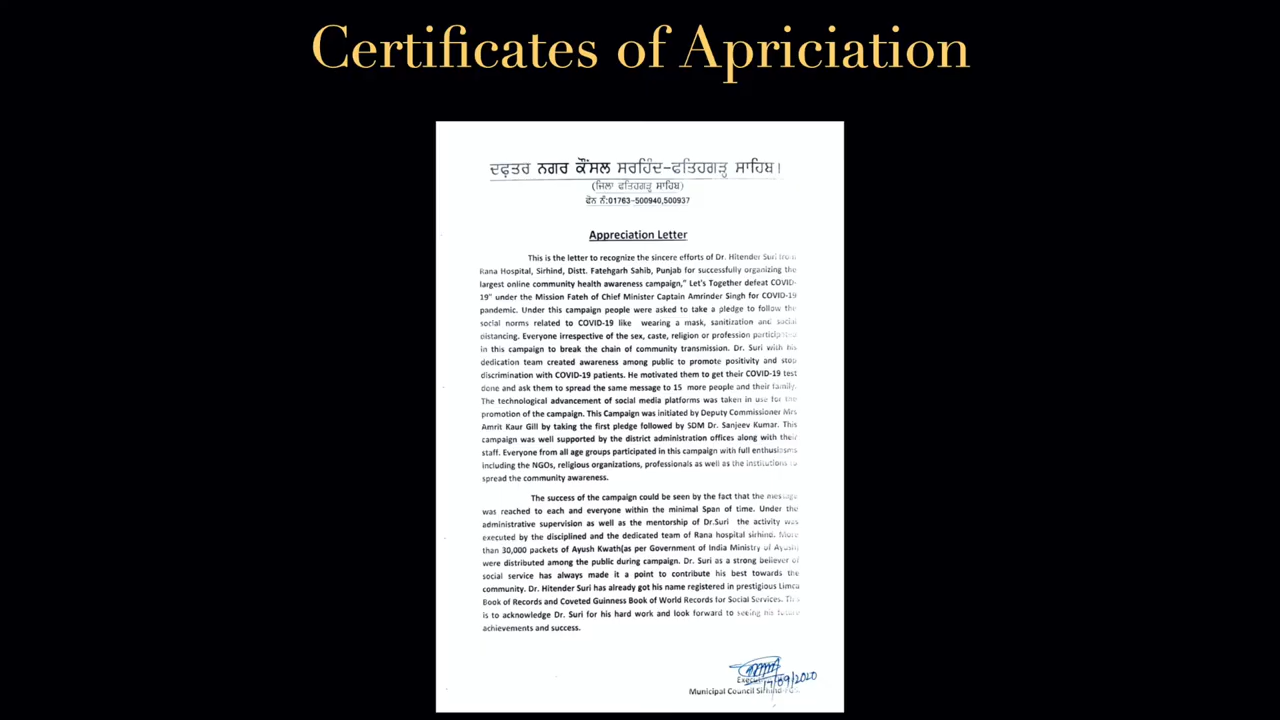 Certificates of Apriciation
ਦਫ਼ਤਰ ਨਗਰ ਕੌਂਸਲ ਸਰਹਿੰਦ-ਫਤਿਹਗੜ੍ਹ ਸਾਹਿਬ।
(ਜਿਲਾ ਫਤਿਹਗੜ੍ਹ ਸਾਹਿਬ)
ਫੋਨ ਨੰ:01763-500940,500937
Appreciation Letter
This is the letter to recognize the sincere efforts of Dr. Hitender Suri from
Rana Hospital, Sirhind, Distt. Fatehgarh Sahib, Punjab for successfully organizing the
largest online community health awareness campaign," Let's Together defeat COVID-
19" under the Mission Fateh of Chief Minister Captain Amrinder Singh for COVID-19
pandemic. Under this campaign people were asked to take a pledge to follow the
social norms related to COVID-19 like wearing a mask, sanitization and social
distancing. Everyone irrespective of the sex, caste, religion or profession participated
in this campaign to break the chain of community transmission. Dr. Suri with his
dedication team created awareness among public to promote positivity and stop
discrimination with COVID-19 patients. He motivated them to get their COVID-19 test
done and ask them to spread the same message to 15 more people and their family.
The technological advancement of social media platforms was taken in use for the
promotion of the campaign. This Campaign was initiated by Deputy Commissioner Mrs
Amrit Kaur Gill by taking the first pledge followed by SDM Dr. Sanjeev Kumar. This
campaign was well supported by the district administration offices along with their
staff. Everyone from all age groups participated in this campaign with full enthusiasms
including the NGOs, religious organizations, professionals as well as the institutions to
spread the community awareness.
The success of the campaign could be seen by the fact that the message
was reached to each and everyone within the minimal Span of time. Under the
administrative supervision as well as the mentorship of Dr.Suri the activity was
executed by the disciplined and the dedicated team of Rana hospital sirhind. More
than 30,000 packets of Ayush Kwath(as per Government of India Ministry of Ayush)
were distributed among the public during campaign. Dr. Suri as a strong believer of
social service has always made it a point to contribute his best towards the
community. Dr. Hitender Suri has already got his name registered in prestigious Limca
Book of Records and Coveted Guinness Book of World Records for Social Services. This
is to acknowledge Dr. Suri for his hard work and look forward to seeing his future
achievements and success.
17/09/2020
Municipal Council Sirhind